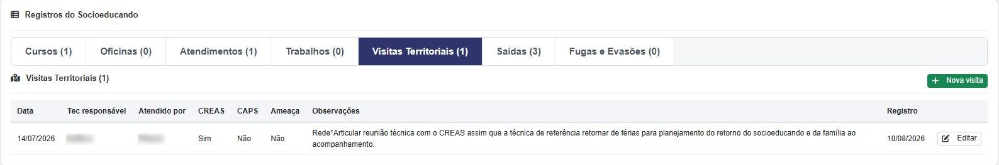 Registros do Socioeducando
Cursos (1) Oficinas (0) Atendimentos (1) Trabalhos (0) Visitas Territoriais (1) Saídas (3) Fugas e Evasões (0)
Visitas Territoriais (1)
+ Nova visita
Data Tec responsável Atendido por CREAS CAPS Ameaça Observações Registro
14/07/2026 Sim Não Não Rede*Articular reunião técnica com o CREAS assim que a técnica de referência retornar de férias para planejamento do retorno do socioeducando e da família ao 10/08/2026 Editar
acompanhamento.